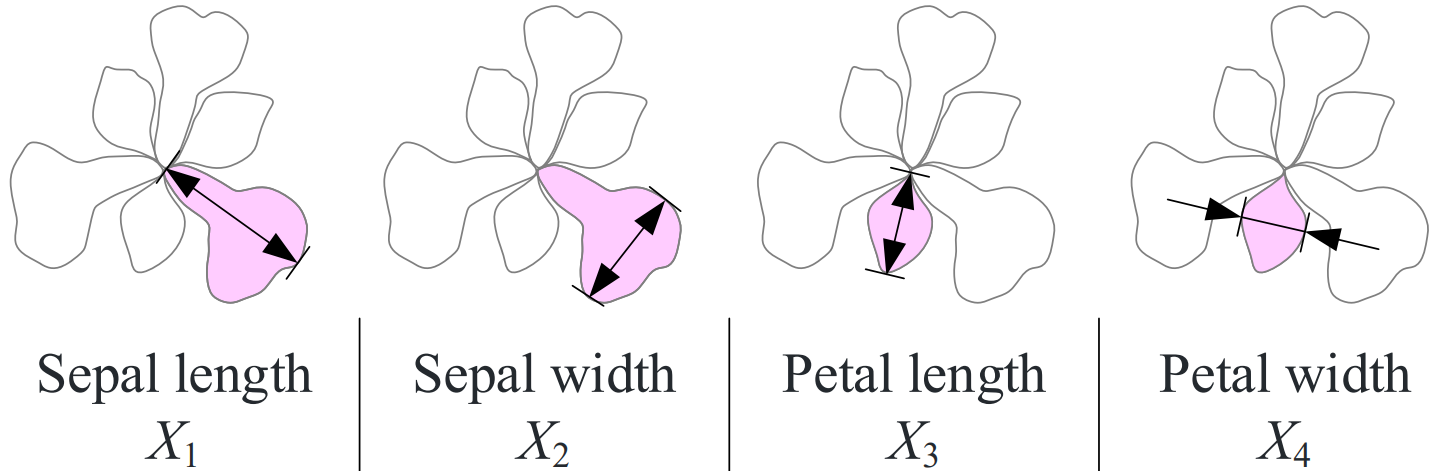 Sepal length
X₁
Sepal width
X₂
Petal length
X₃
Petal width
X₄